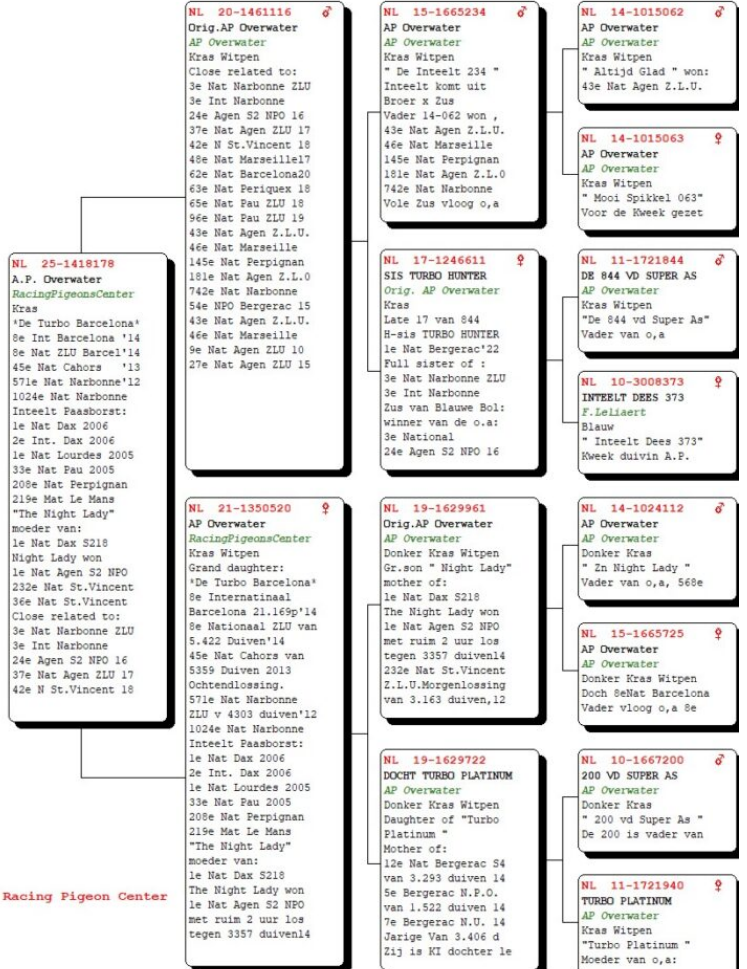 NL 25-1418178
A.P. Overwater
RacingPigeonsCenter
Kras
*De Turbo Barcelona*
8e Int Barcelona '14
8e Nat ZLU Barcel'14
45e Nat Cahors '13
571e Nat Narbonne'12
1024e Nat Narbonne
Inteelt Paasborst:
1e Nat Dax 2006
2e Int. Dax 2006
1e Nat Lourdes 2005
33e Nat Pau 2005
208e Nat Perpignan
219e Mat Le Mans
"The Night Lady"
moeder van:
1e Nat Dax S218
Night Lady won
1e Nat Agen S2 NPO
232e Nat St.Vincent
36e Nat St.Vincent
Close related to:
3e Nat Narbonne ZLU
3e Int Narbonne
24e Agen S2 NPO 16
37e Nat Agen ZLU 17
42e N St.Vincent 18
NL 20-1461116 ♂
Orig.AP Overwater
AP Overwater
Kras Witpen
Close related to:
3e Nat Narbonne ZLU
3e Int Narbonne
24e Agen S2 NPO 16
37e Nat Agen ZLU 17
42e N St.Vincent 18
48e Nat Marseille17
62e Nat Barcelona20
63e Nat Periquex 18
65e Nat Pau ZLU 18
96e Nat Pau ZLU 19
43e Nat Agen Z.L.U.
46e Nat Marseille
145e Nat Perpignan
181e Nat Agen Z.L.0
742e Nat Narbonne
54e NPO Bergerac 15
43e Nat Agen Z.L.U.
46e Nat Marseille
9e Nat Agen ZLU 10
27e Nat Agen ZLU 15
NL 21-1350520 ♀
AP Overwater
RacingPigeonsCenter
Kras Witpen
Grand daughter:
*De Turbo Barcelona*
8e Internatinaal
Barcelona 21.169p'14
8e Nationaal ZLU van
5.422 Duiven'14
45e Nat Cahors van
5359 Duiven 2013
Ochtendlossing.
571e Nat Narbonne
ZLU v 4303 duiven'12
1024e Nat Narbonne
Inteelt Paasborst:
1e Nat Dax 2006
2e Int. Dax 2006
1e Nat Lourdes 2005
33e Nat Pau 2005
208e Nat Perpignan
219e Mat Le Mans
"The Night Lady"
moeder van:
1e Nat Dax S218
The Night Lady won
1e Nat Agen S2 NPO
met ruim 2 uur los
tegen 3357 duiven14
NL 15-1665234 ♂
AP Overwater
AP Overwater
Kras Witpen
" De Inteelt 234 "
Inteelt komt uit
Broer x Zus
Vader 14-062 won ,
43e Nat Agen Z.L.U.
46e Nat Marseille
145e Nat Perpignan
181e Nat Agen Z.L.0
742e Nat Narbonne
Vole Zus vloog o,a
NL 17-1246611 ♀
SIS TURBO HUNTER
Orig. AP Overwater
Kras
Late 17 van 844
H-sis TURBO HUNTER
1e Nat Bergerac'22
Full sister of :
3e Nat Narbonne ZLU
3e Int Narbonne
Zus van Blauwe Bol:
winner van de o.a:
3e National
24e Agen S2 NPO 16
NL 19-1629961
Orig.AP Overwater
AP Overwater
Donker Kras Witpen
Gr.son " Night Lady"
mother of:
1e Nat Dax S218
The Night Lady won
1e Nat Agen S2 NPO
met ruim 2 uur los
tegen 3357 duiven14
232e Nat St.Vincent
Z.L.U.Morgenlossing
van 3.163 duiven,12
NL 19-1629722
DOCHT TURBO PLATINUM
AP Overwater
Donker Kras Witpen
Daughter of "Turbo
Platinum "
Mother of:
12e Nat Bergerac S4
van 3.293 duiven 14
5e Bergerac N.P.O.
van 1.522 duiven 14
7e Bergerac N.U. 14
Jarige Van 3.406 d
Zij is KI dochter le
NL 14-1015062 ♂
AP Overwater
AP Overwater
Kras Witpen
" Altijd Glad " won:
43e Nat Agen Z.L.U.
NL 14-1015063 ♀
AP Overwater
AP Overwater
Kras Witpen
" Mooi Spikkel 063"
Voor de Kweek gezet
NL 11-1721844 ♂
DE 844 VD SUPER AS
AP Overwater
Kras Witpen
"De 844 vd Super As"
Vader van o,a
NL 10-3008373 ♀
INTEELT DEES 373
F.Leliaert
Blauw
" Inteelt Dees 373"
Kweek duivin A.P.
NL 14-1024112 ♂
AP Overwater
AP Overwater
Donker Kras
" Zn Night Lady "
Vader van o,a, 568e
NL 15-1665725 ♀
AP Overwater
AP Overwater
Donker Kras Witpen
Doch 8eNat Barcelona
Vader vloog o,a 8e
NL 10-1667200 ♂
200 VD SUPER AS
AP Overwater
Donker Kras
" 200 vd Super As "
De 200 is vader van
NL 11-1721940 ♀
TURBO PLATINUM
AP Overwater
Kras Witpen
"Turbo Platinum "
Moeder van o,a:
Racing Pigeon Center